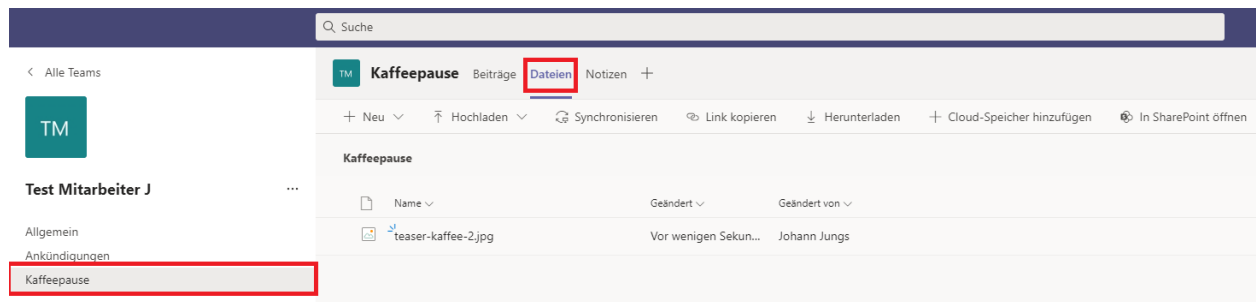 Suche
Alle Teams
TM Kaffeepause Beiträge Dateien Notizen
Neu Hochladen Synchronisieren Link kopieren Herunterladen Cloud-Speicher hinzufügen In SharePoint öffnen
TM
Kaffeepause
Test Mitarbeiter J ...
Name Geändert Geändert von
Allgemein
teaser-kaffee-2.jpg Vor wenigen Sekun... Johann Jungs
Ankündigungen
Kaffeepause